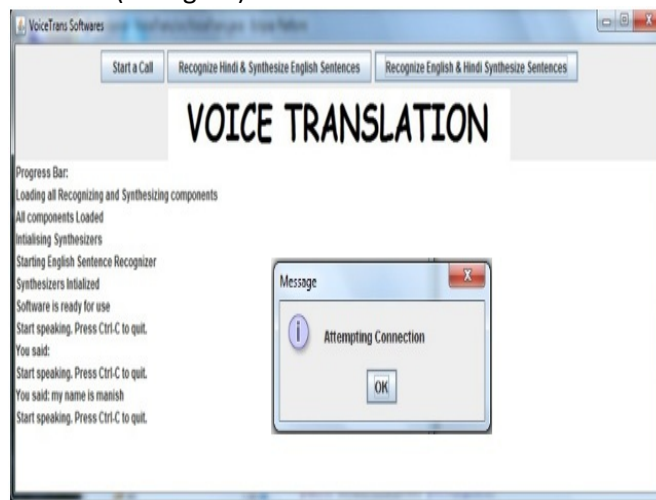 VoiceTrans Softwares
Start a Call Recognize Hindi & Synthesize English Sentences Recognize English & Hindi Synthesize Sentences
VOICE TRANSLATION
Progress Bar:
Loading all Recognizing and Synthesizing components
All components Loaded
Intialising Synthesizers
Starting English Sentence Recognizer
Synthesizers Intialized
Software is ready for use
Start speaking. Press Ctrl-C to quit.
You said:
Start speaking. Press Ctrl-C to quit.
You said: my name is manish
Start speaking. Press Ctrl-C to quit.
Message
Attempting Connection
OK